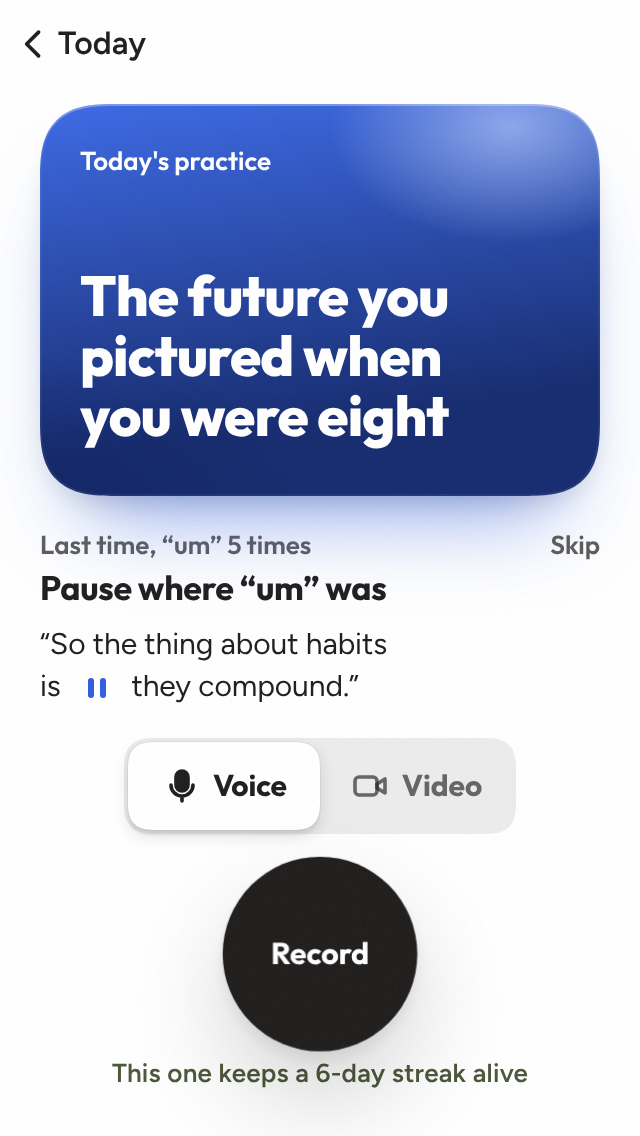 Today
Today's practice
The future you
pictured when
you were eight
Last time, “um” 5 times
Skip
Pause where “um” was
“So the thing about habits
is they compound.”
Voice
Video
Record
This one keeps a 6-day streak alive